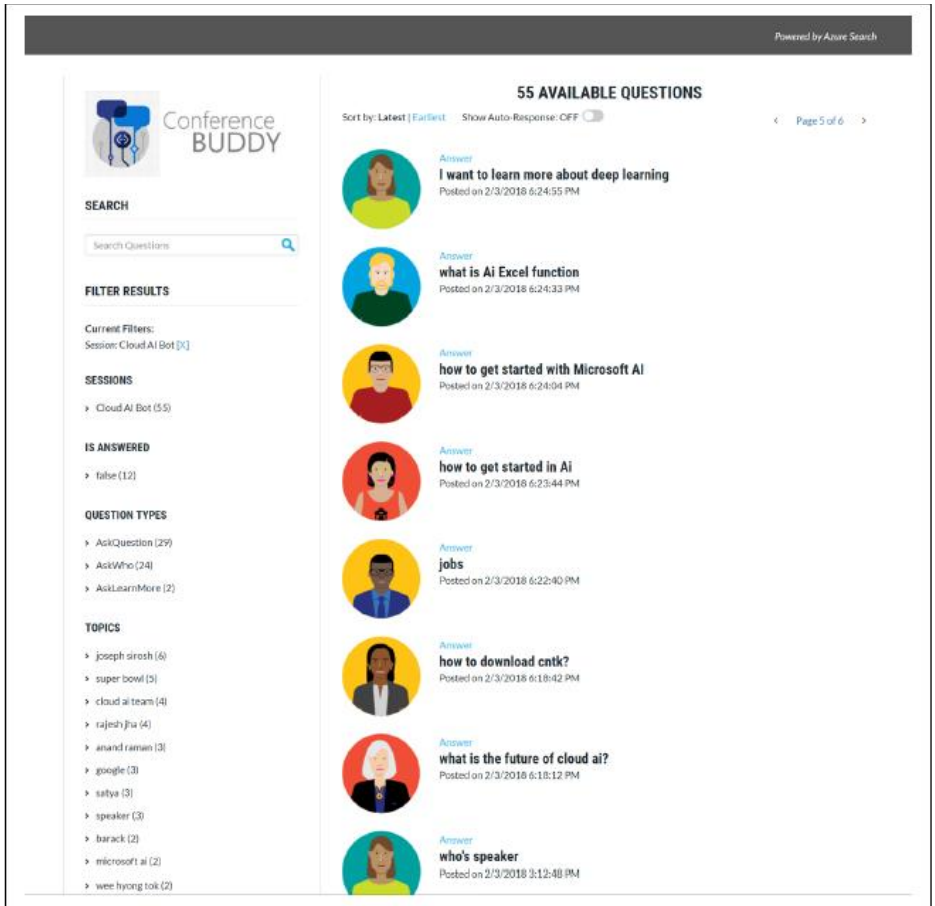 Powered by Azure Search
Conference
BUDDY
SEARCH
Search Questions
FILTER RESULTS
Current Filters:
Session: Cloud AI Bot [X]
SESSIONS
› Cloud AI Bot (55)
IS ANSWERED
› false (12)
QUESTION TYPES
› AskQuestion (29)
› AskWho (24)
› AskLearnMore (2)
TOPICS
› joseph sirosh (6)
› super bowl (5)
› cloud ai team (4)
› rajesh jha (4)
› anand raman (3)
› google (3)
› satya (3)
› speaker (3)
› barack (2)
› microsoft ai (2)
› wee hyong tok (2)
55 AVAILABLE QUESTIONS
Sort by: Latest | Earliest Show Auto-Response: OFF
‹ Page 5 of 6 ›
Answer
I want to learn more about deep learning
Posted on 2/3/2018 6:24:55 PM
Answer
what is Ai Excel function
Posted on 2/3/2018 6:24:33 PM
Answer
how to get started with Microsoft AI
Posted on 2/3/2018 6:24:04 PM
Answer
how to get started in Ai
Posted on 2/3/2018 6:23:44 PM
Answer
jobs
Posted on 2/3/2018 6:22:40 PM
Answer
how to download cntk?
Posted on 2/3/2018 6:18:42 PM
Answer
what is the future of cloud ai?
Posted on 2/3/2018 6:18:12 PM
Answer
who's speaker
Posted on 2/3/2018 3:12:48 PM